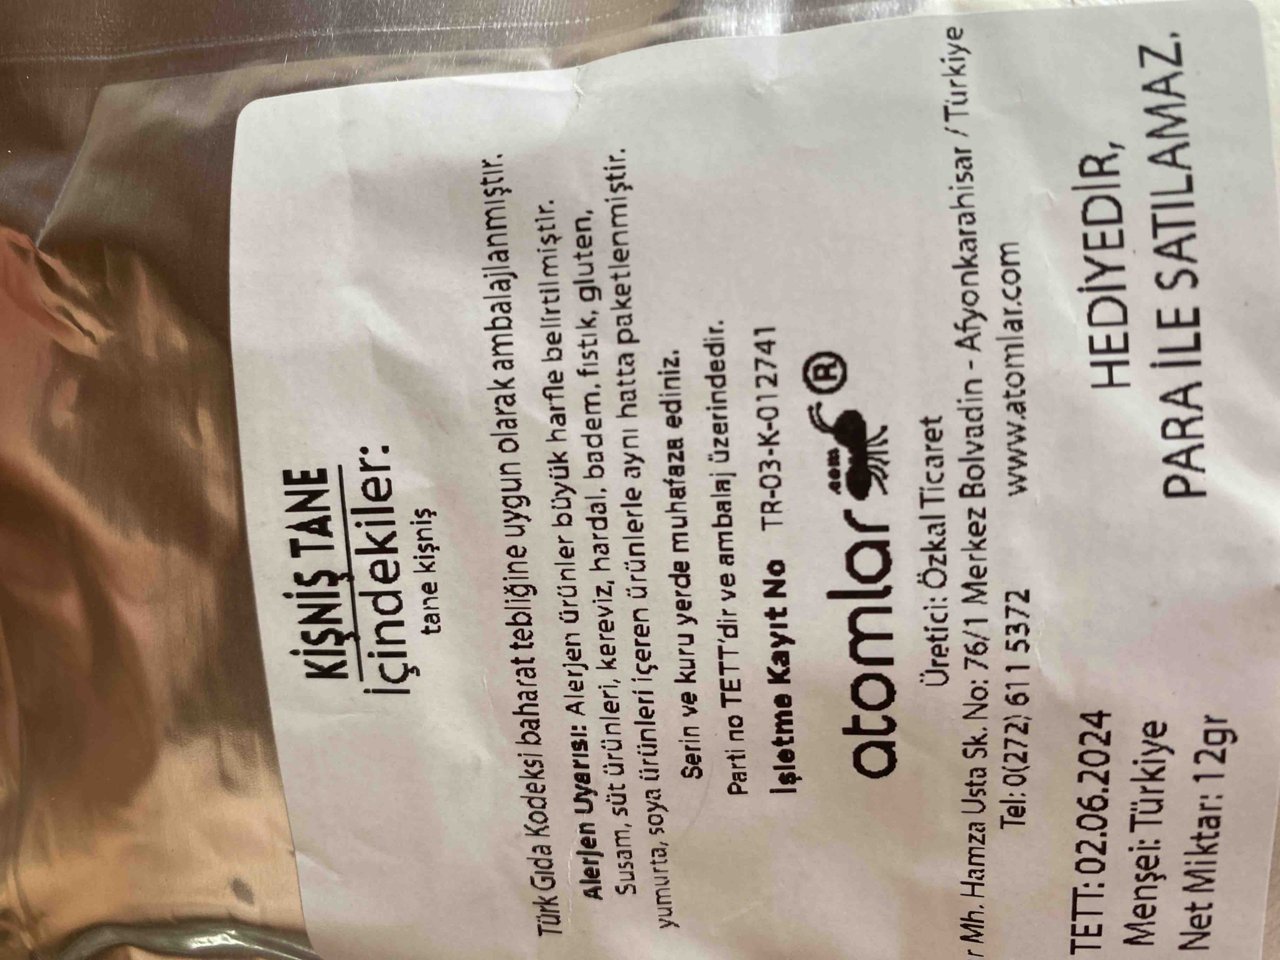 KİŞNİŞ TANE
İçindekiler:
tane kişniş
Türk Gıda Kodeksi baharat tebliğine uygun olarak ambalajlanmıştır.
Alerjen Uyarısı: Alerjen ürünler büyük harfle belirtilmiştir.
Susam, süt ürünleri, kereviz, hardal, badem, fıstık, gluten,
yumurta, soya ürünleri içeren ürünlerle aynı hatta paketlenmiştir.
Serin ve kuru yerde muhafaza ediniz.
Parti no TETT'dir ve ambalaj üzerindedir.
İşletme Kayıt No TR-03-K-012741
atomlar.com ®
Üretici: Özkal Ticaret
Mh. Hamza Usta Sk. No: 76/1 Merkez Bolvadin - Afyonkarahisar / Türkiye
Tel: 0(272) 611 5372 www.atomlar.com
TETT: 02.06.2024
Menşei: Türkiye
Net Miktar: 12gr
HEDİYEDİR,
PARA İLE SATILAMAZ.